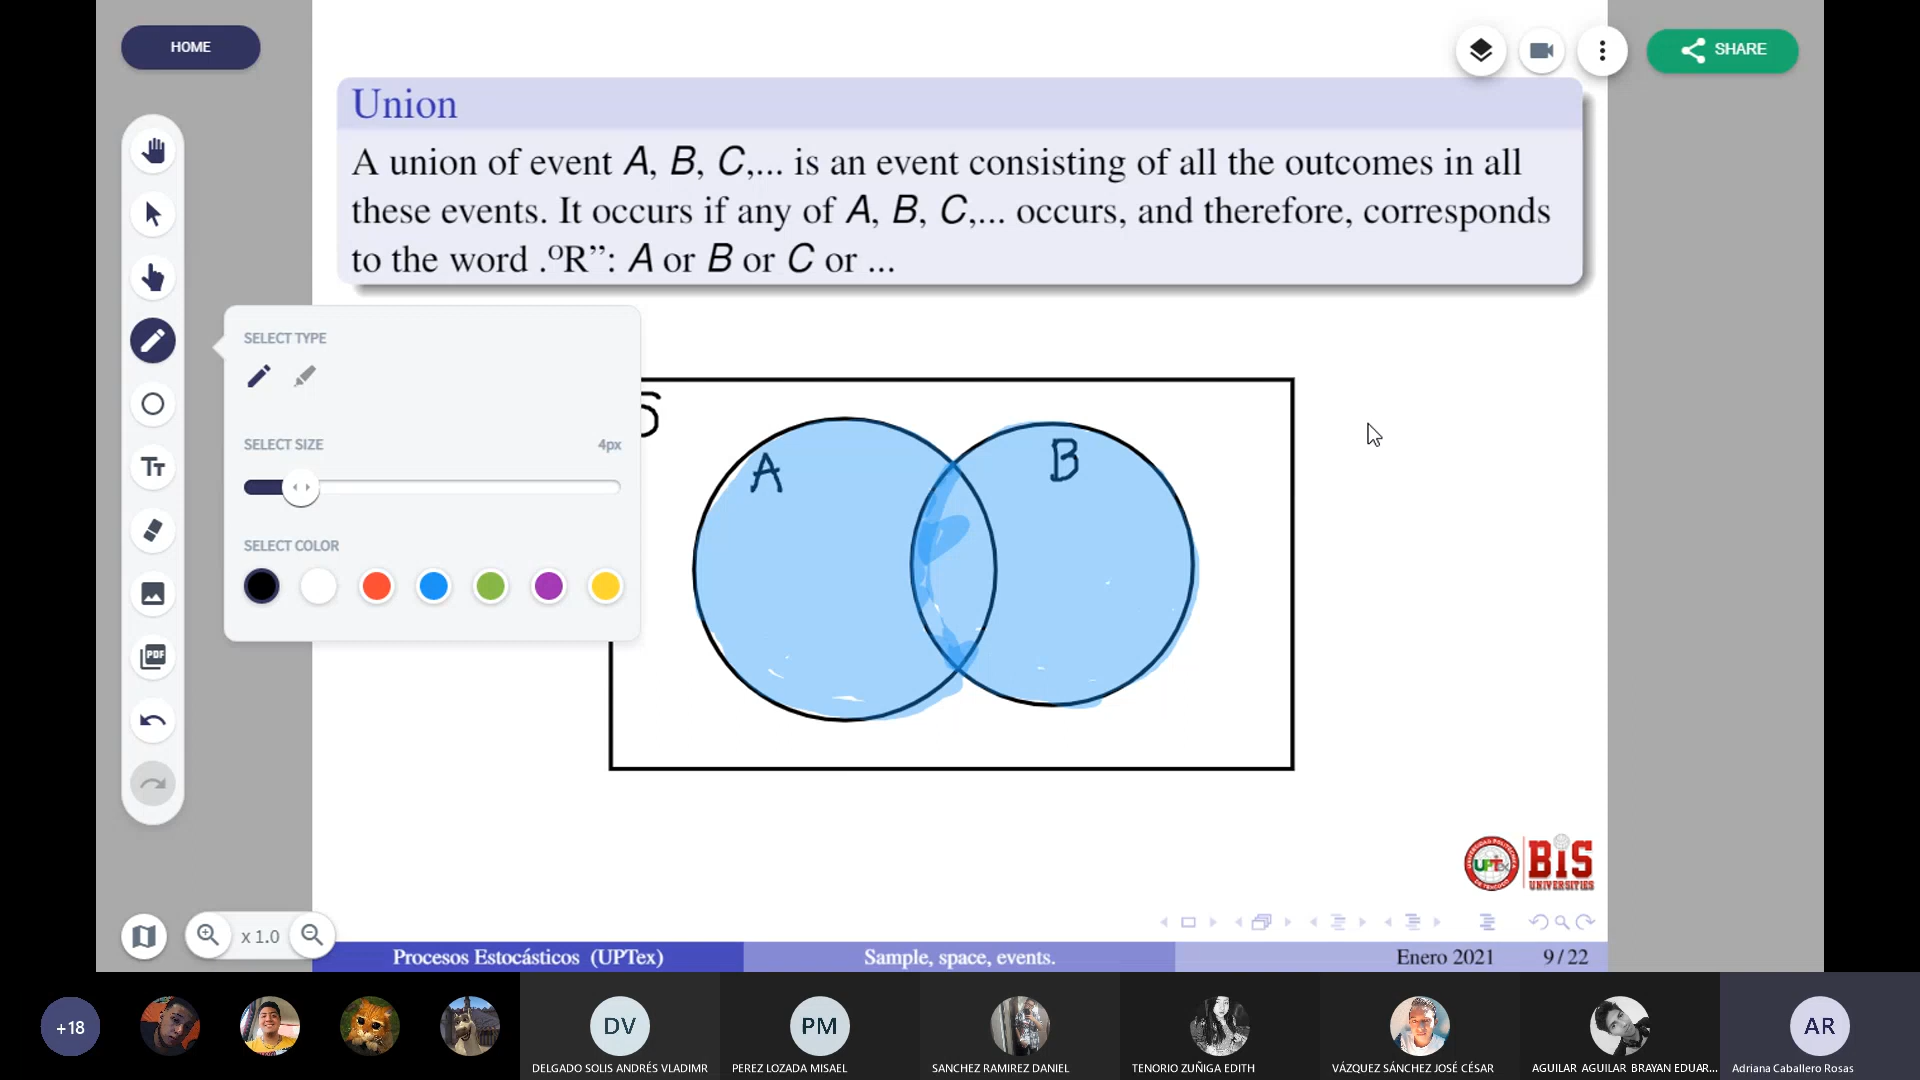 HOME
SHARE
Union
A union of event A, B, C,... is an event consisting of all the outcomes in all
these events. It occurs if any of A, B, C,... occurs, and therefore, corresponds
to the word .ºR”: A or B or C or ...
SELECT TYPE
SELECT SIZE 4px
SELECT COLOR
S
A
B
Tт
PDF
UPTex
BIS
UNIVERSITIES
x 1.0
Procesos Estocásticos (UPTex) Sample, space, events. Enero 2021 9 / 22
+18
DV
PM
AR
DELGADO SOLIS ANDRÉS VLADIMR
PEREZ LOZADA MISAEL
SANCHEZ RAMIREZ DANIEL
TENORIO ZUÑIGA EDITH
VÁZQUEZ SÁNCHEZ JOSÉ CÉSAR
AGUILAR AGUILAR BRAYAN EDUAR...
Adriana Caballero Rosas